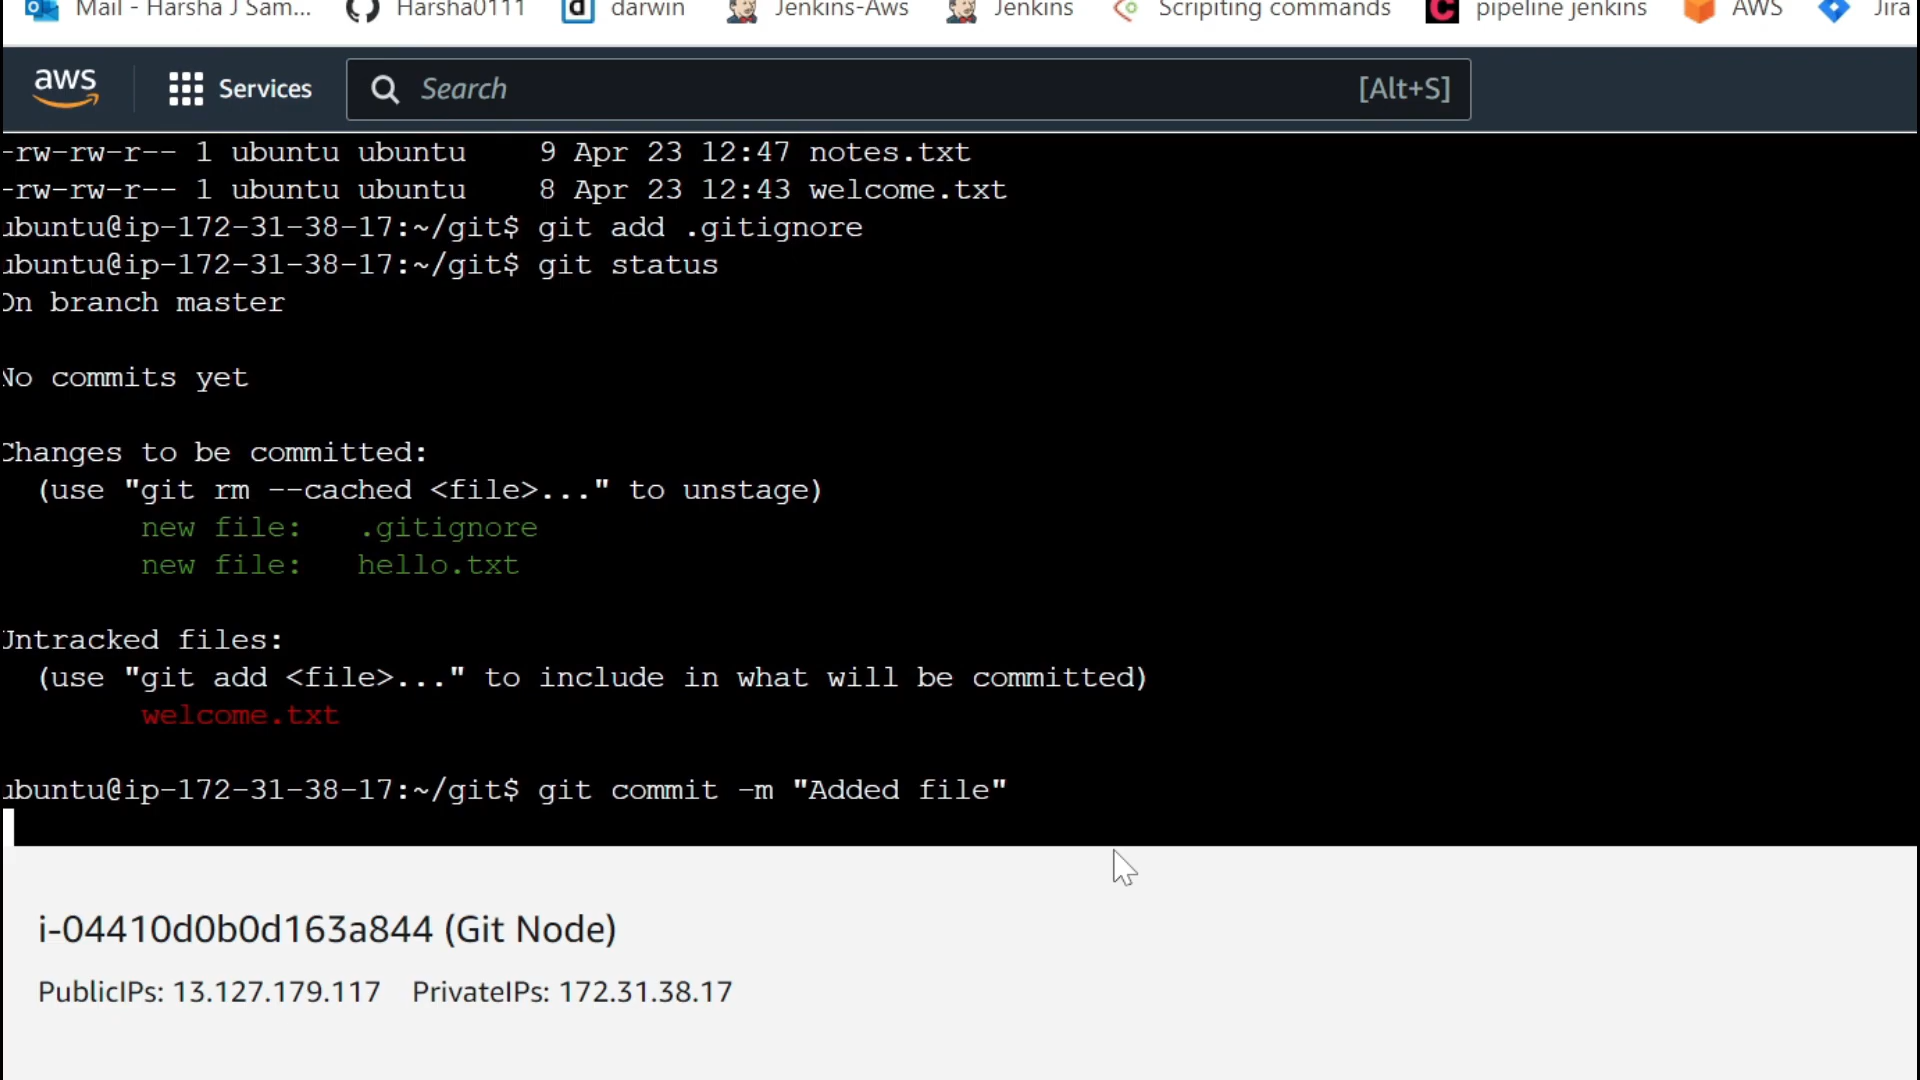 Mail - Harsha J Sam... Harsha0111 darwin Jenkins-Aws Jenkins Scripiting commands pipeline jenkins AWS Jira
aws Services Search [Alt+S]
-rw-rw-r-- 1 ubuntu ubuntu    9 Apr 23 12:47 notes.txt
-rw-rw-r-- 1 ubuntu ubuntu    8 Apr 23 12:43 welcome.txt
ubuntu@ip-172-31-38-17:~/git$ git add .gitignore
ubuntu@ip-172-31-38-17:~/git$ git status
On branch master
No commits yet
Changes to be committed:
  (use "git rm --cached <file>..." to unstage)
        new file:   .gitignore
        new file:   hello.txt
Untracked files:
  (use "git add <file>..." to include in what will be committed)
        welcome.txt
ubuntu@ip-172-31-38-17:~/git$ git commit -m "Added file"
i-04410d0b0d163a844 (Git Node)
PublicIPs: 13.127.179.117 PrivateIPs: 172.31.38.17